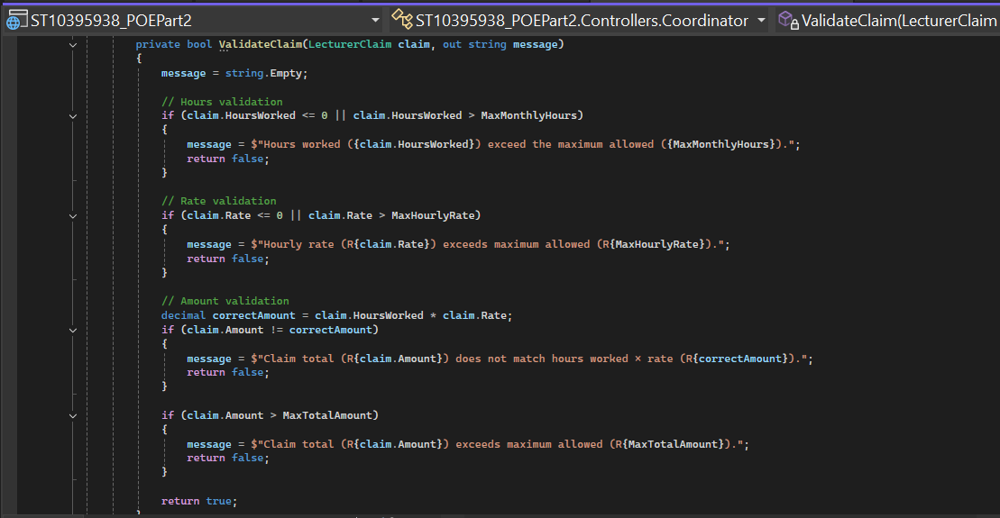 ST10395938_POEPart2 ST10395938_POEPart2.Controllers.Coordinator ValidateClaim(LecturerClaim
private bool ValidateClaim(LecturerClaim claim, out string message)
{
message = string.Empty;
// Hours validation
if (claim.HoursWorked <= 0 || claim.HoursWorked > MaxMonthlyHours)
{
message = $"Hours worked ({claim.HoursWorked}) exceed the maximum allowed ({MaxMonthlyHours}).";
return false;
}
// Rate validation
if (claim.Rate <= 0 || claim.Rate > MaxHourlyRate)
{
message = $"Hourly rate (R{claim.Rate}) exceeds maximum allowed (R{MaxHourlyRate}).";
return false;
}
// Amount validation
decimal correctAmount = claim.HoursWorked * claim.Rate;
if (claim.Amount != correctAmount)
{
message = $"Claim total (R{claim.Amount}) does not match hours worked × rate (R{correctAmount}).";
return false;
}
if (claim.Amount > MaxTotalAmount)
{
message = $"Claim total (R{claim.Amount}) exceeds maximum allowed (R{MaxTotalAmount}).";
return false;
}
return true;
}